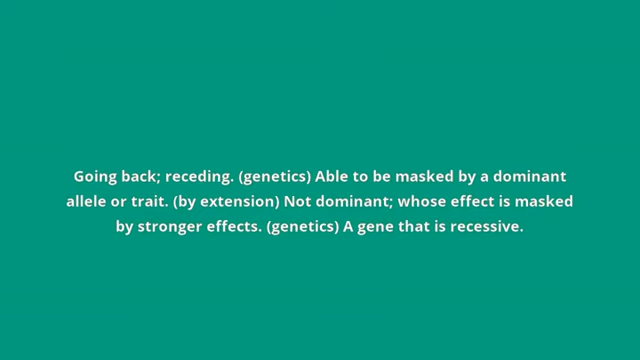 Going back; receding. (genetics) Able to be masked by a dominant
allele or trait. (by extension) Not dominant; whose effect is masked
by stronger effects. (genetics) A gene that is recessive.